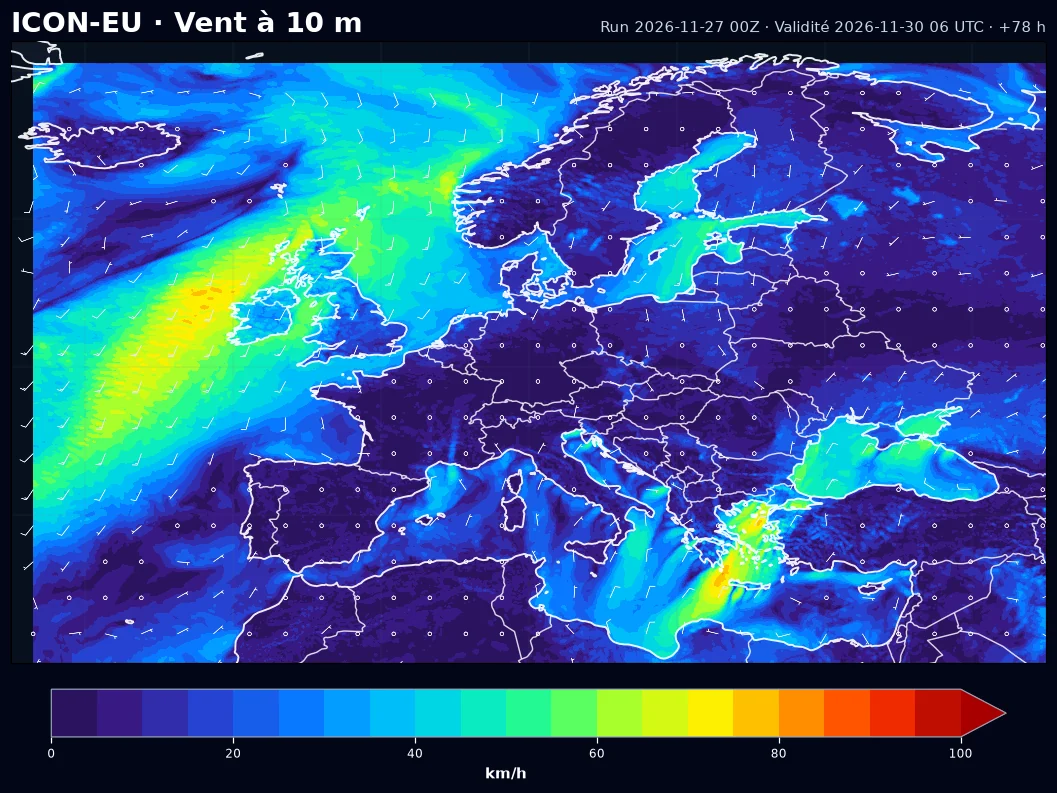 ICON-EU · Vent à 10 m
Run 2026-11-27 00Z · Validité 2026-11-30 06 UTC · +78 h
0 20 40 60 80 100
km/h